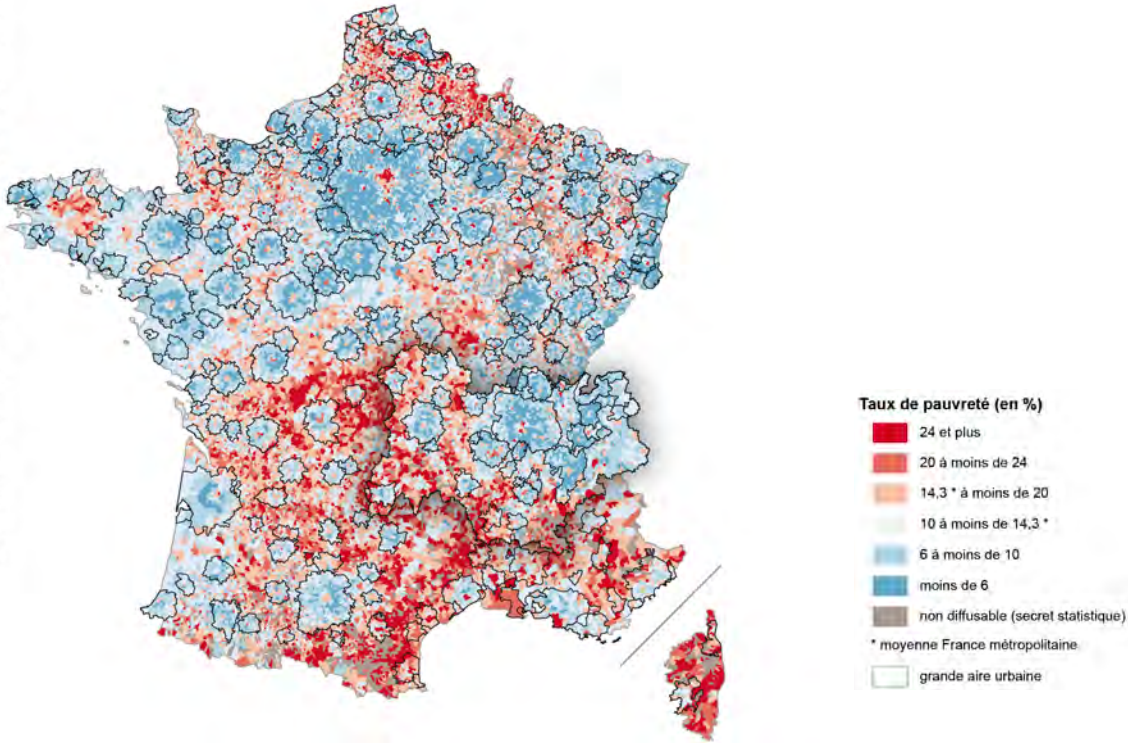 Taux de pauvreté (en %)
24 et plus
20 à moins de 24
14,3 * à moins de 20
10 à moins de 14,3 *
6 à moins de 10
moins de 6
non diffusable (secret statistique)
* moyenne France métropolitaine
grande aire urbaine